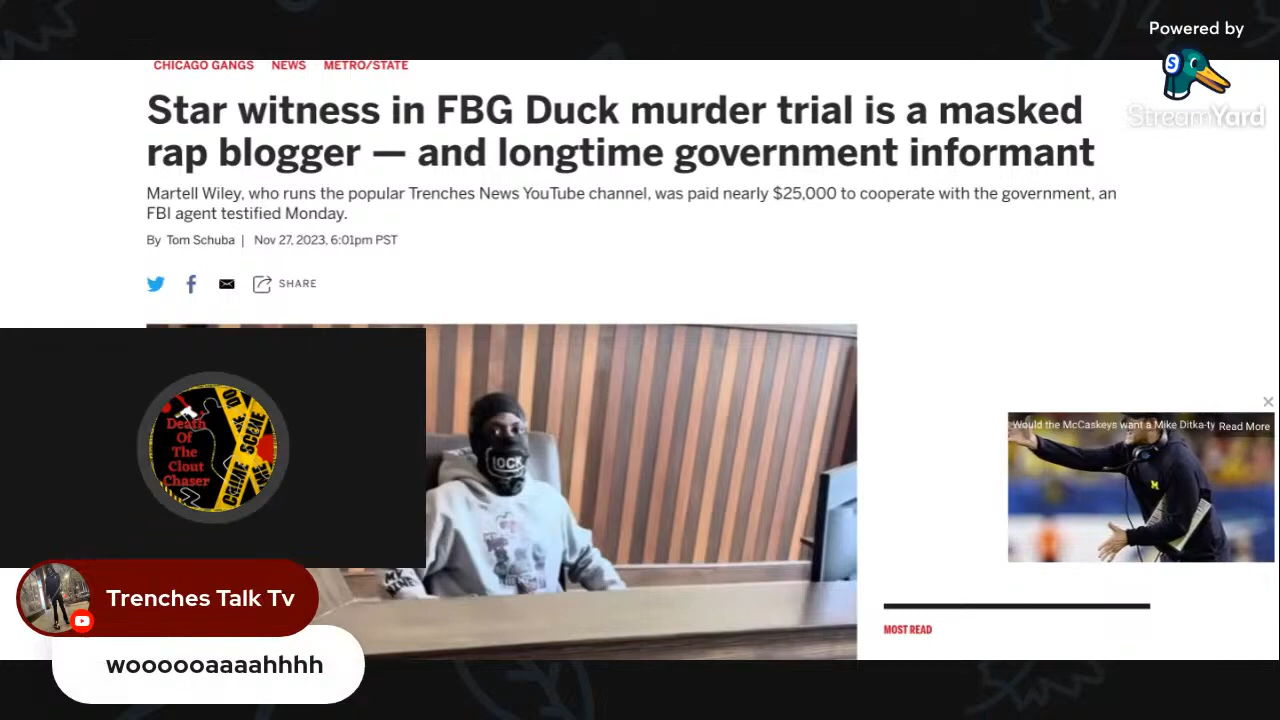 Powered by
StreamYard
CHICAGO GANGS NEWS METRO/STATE
Star witness in FBG Duck murder trial is a masked
rap blogger — and longtime government informant
Martell Wiley, who runs the popular Trenches News YouTube channel, was paid nearly $25,000 to cooperate with the government, an
FBI agent testified Monday.
By Tom Schuba | Nov 27, 2023, 6:01pm PST
SHARE
LOCK
Death
Of
The
Clout
Chaser
CRIME SCENE
DO
Would the McCaskeys want a Mike Ditka-ty Read More
MOST READ
Trenches Talk Tv
woooooaaaahhhh